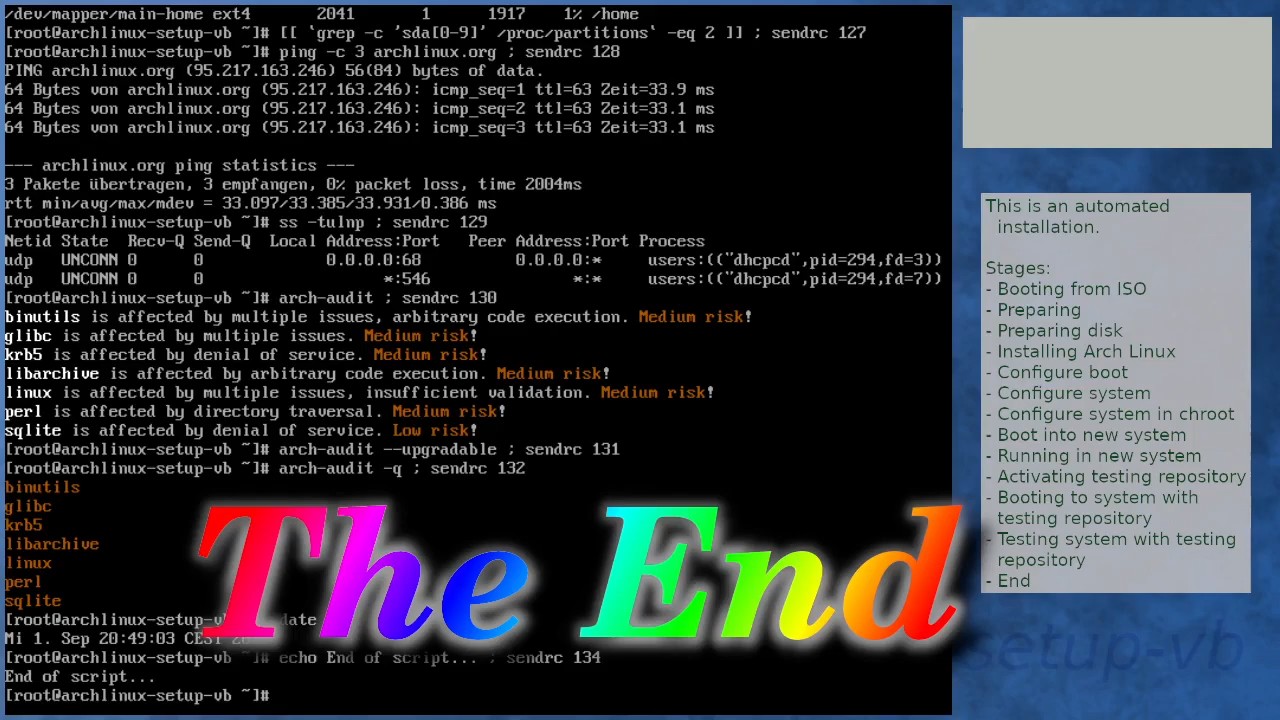 /dev/mapper/main-home ext4       2041       1      1917    1% /home
[root@archlinux-setup-vb ~]# [[ `grep -c 'sda[0-9]' /proc/partitions` -eq 2 ]] ; sendrc 127
[root@archlinux-setup-vb ~]# ping -c 3 archlinux.org ; sendrc 128
PING archlinux.org (95.217.163.246) 56(84) bytes of data.
64 Bytes von archlinux.org (95.217.163.246): icmp_seq=1 ttl=63 Zeit=33.9 ms
64 Bytes von archlinux.org (95.217.163.246): icmp_seq=2 ttl=63 Zeit=33.1 ms
64 Bytes von archlinux.org (95.217.163.246): icmp_seq=3 ttl=63 Zeit=33.1 ms
--- archlinux.org ping statistics ---
3 Pakete übertragen, 3 empfangen, 0% packet loss, time 2004ms
rtt min/avg/max/mdev = 33.097/33.385/33.931/0.386 ms
[root@archlinux-setup-vb ~]# ss -tulnp ; sendrc 129
Netid State  Recv-Q Send-Q  Local Address:Port   Peer Address:Port Process
udp   UNCONN 0      0             0.0.0.0:68          0.0.0.0:*     users:(("dhcpcd",pid=294,fd=3))
udp   UNCONN 0      0                   *:546               *:*     users:(("dhcpcd",pid=294,fd=7))
[root@archlinux-setup-vb ~]# arch-audit ; sendrc 130
binutils is affected by multiple issues, arbitrary code execution. Medium risk!
glibc is affected by multiple issues. Medium risk!
krb5 is affected by denial of service. Medium risk!
libarchive is affected by arbitrary code execution. Medium risk!
linux is affected by multiple issues, insufficient validation. Medium risk!
perl is affected by directory traversal. Medium risk!
sqlite is affected by denial of service. Low risk!
[root@archlinux-setup-vb ~]# arch-audit --upgradable ; sendrc 131
[root@archlinux-setup-vb ~]# arch-audit -q ; sendrc 132
binutils
glibc
krb5
libarchive
linux
perl
sqlite
[root@archlinux-setup-vb date
Mi 1. Sep 20:49:03 CEST
[root@archlinux-setup-vb ~]# echo End of script... ; sendrc 134
End of script...
[root@archlinux-setup-vb ~]#
The End
This is an automated
installation.
Stages:
- Booting from ISO
- Preparing
- Preparing disk
- Installing Arch Linux
- Configure boot
- Configure system
- Configure system in chroot
- Boot into new system
- Running in new system
- Activating testing repository
- Booting to system with
testing repository
- Testing system with testing
repository
- End
setup-vb